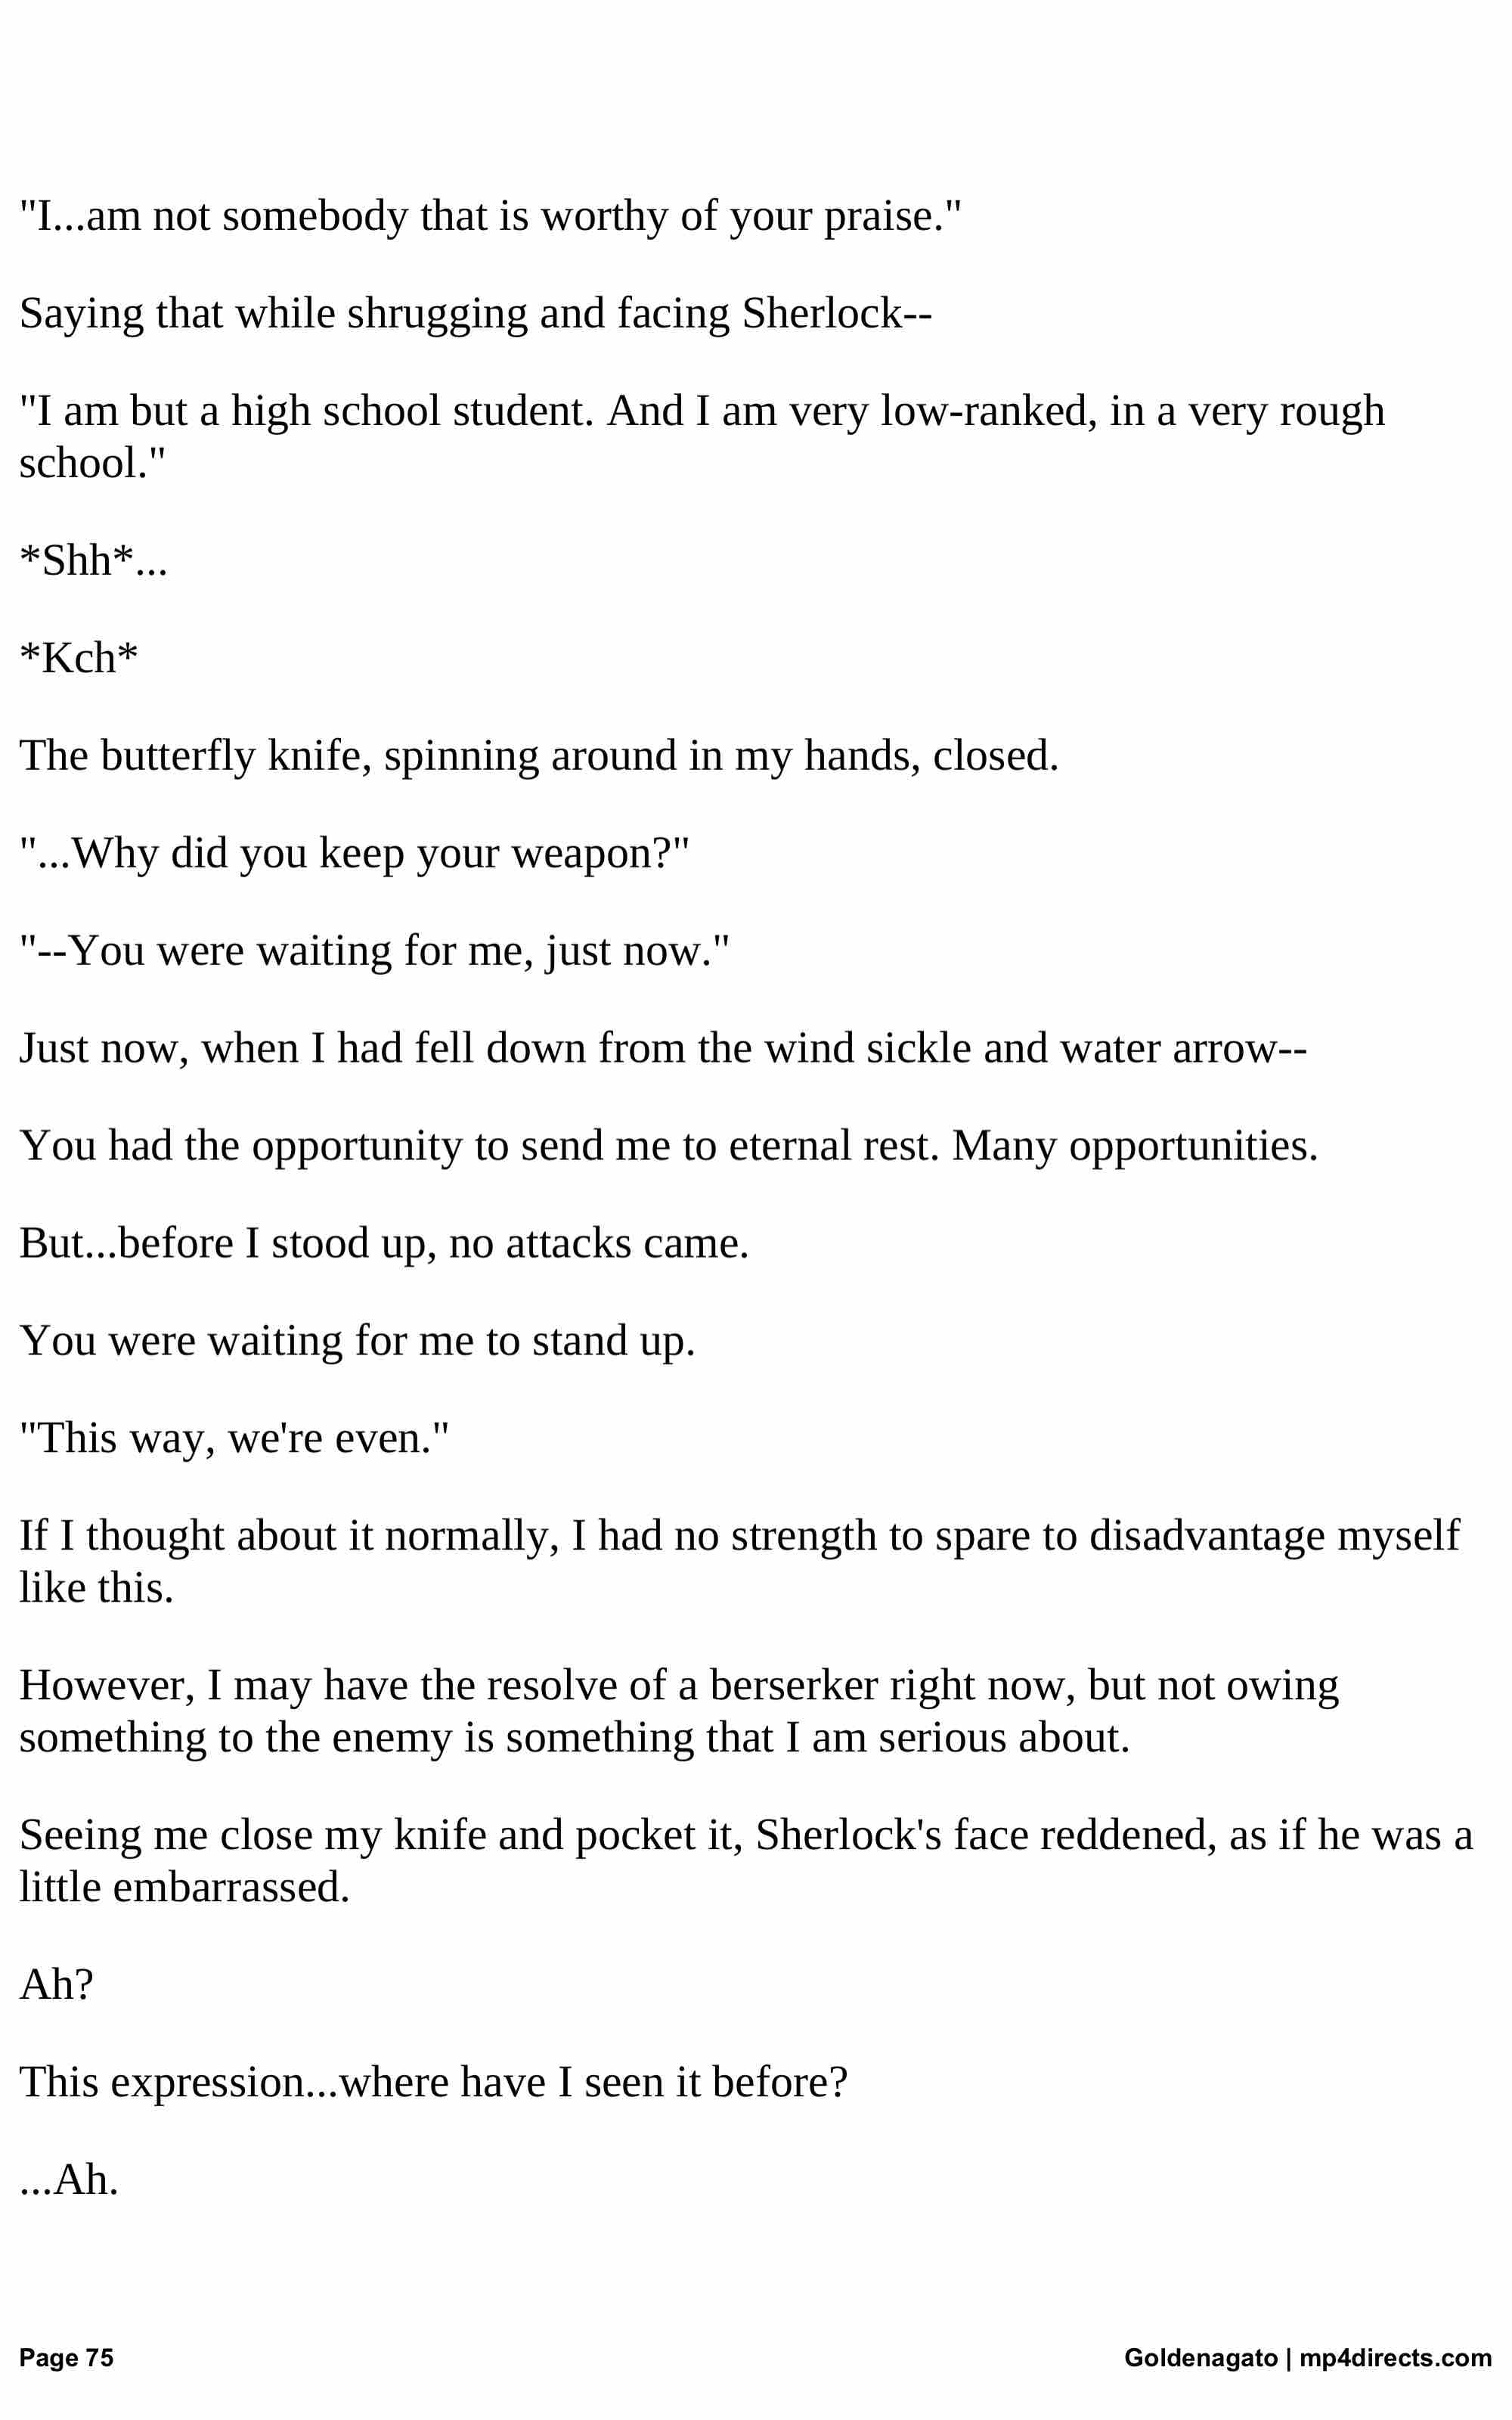 "I...am not somebody that is worthy of your praise."
Saying that while shrugging and facing Sherlock--
"I am but a high school student. And I am very low-ranked, in a very rough
school."
*Shh*...
*Kch*
The butterfly knife, spinning around in my hands, closed.
"...Why did you keep your weapon?"
"--You were waiting for me, just now."
Just now, when I had fell down from the wind sickle and water arrow--
You had the opportunity to send me to eternal rest. Many opportunities.
But...before I stood up, no attacks came.
You were waiting for me to stand up.
"This way, we're even."
If I thought about it normally, I had no strength to spare to disadvantage myself
like this.
However, I may have the resolve of a berserker right now, but not owing
something to the enemy is something that I am serious about.
Seeing me close my knife and pocket it, Sherlock's face reddened, as if he was a
little embarrassed.
Ah?
This expression...where have I seen it before?
...Ah.
Page 75 Goldenagato | mp4directs.com